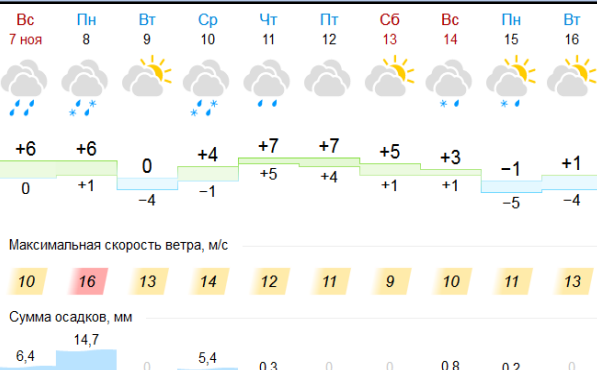 Вс Пн Вт Ср Чт Пт Сб Вс Пн Вт
7 ноя 8 9 10 11 12 13 14 15 16
+6 +6 0 +4 +7 +7 +5 +3 −1 +1
0 +1 −4 −1 +5 +4 +1 +1 −5 −4
Максимальная скорость ветра, м/с
10 16 13 14 12 11 9 10 11 13
Сумма осадков, мм
6,4 14,7 0 5,4 0,3 0 0 0,8 0,2 0